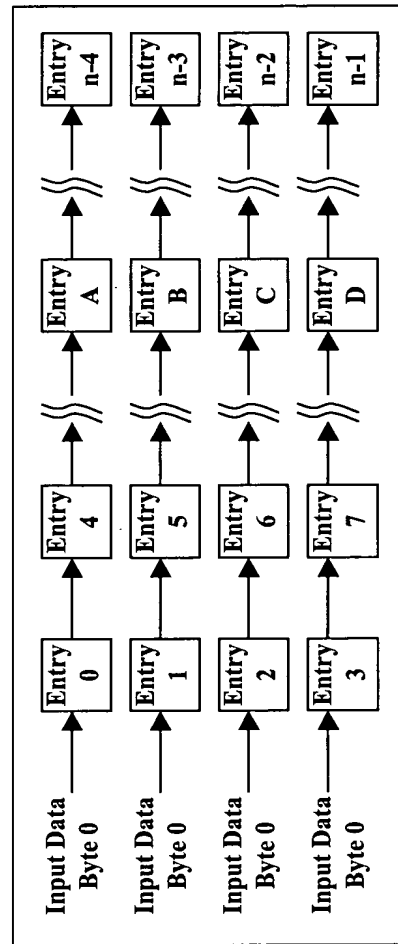 Input Data
Byte 0
Entry
0
Entry
4
Entry
A
Entry
n-4
Input Data
Byte 0
Entry
1
Entry
5
Entry
B
Entry
n-3
Input Data
Byte 0
Entry
2
Entry
6
Entry
C
Entry
n-2
Input Data
Byte 0
Entry
3
Entry
7
Entry
D
Entry
n-1